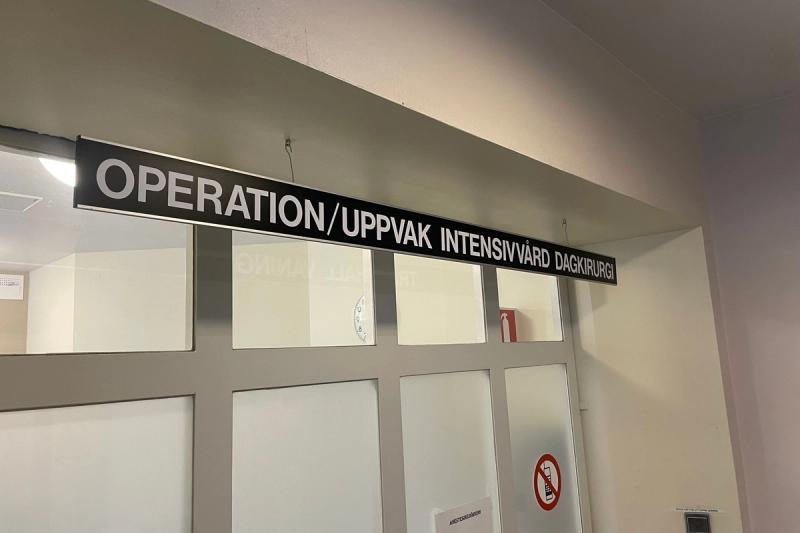 OPERATION/UPPVAK INTENSIVVÅRD DAGKIRURGI